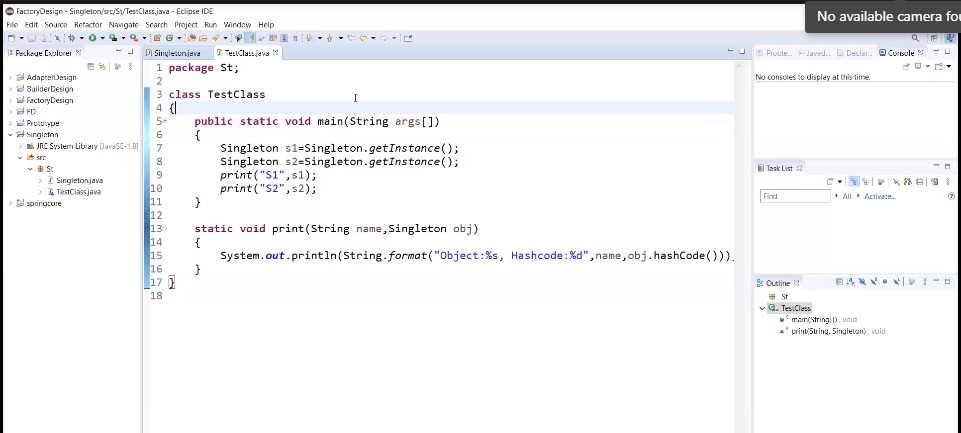 FactoryDesign - Singleton/src/St/TestClass.java - Eclipse IDE
No available camera fou
File Edit Source Refactor Navigate Search Project Run Window Help
Package Explorer
Singleton.java
TestClass.java
Proble...
Javad...
Declar...
Console
No consoles to display at this time.
AdapterDesign
BuilderDesign
FactoryDesign
FD
Prototype
Singleton
JRE System Library [JavaSE-1.8]
src
St
Singleton.java
TestClass.java
springcore
1 package St;
2
3 class TestClass
4 {
5 public static void main(String args[])
6 {
7 Singleton s1=Singleton.getInstance();
8 Singleton s2=Singleton.getInstance();
9 print("S1",s1);
10 print("S2",s2);
11 }
12
13 static void print(String name,Singleton obj)
14 {
15 System.out.println(String.format("Object:%s, Hashcode:%d",name,obj.hashCode()));
16 }
17 }
18
Task List
Find
All
Activate...
Outline
St
TestClass
main(String[]) : void
print(String, Singleton) : void